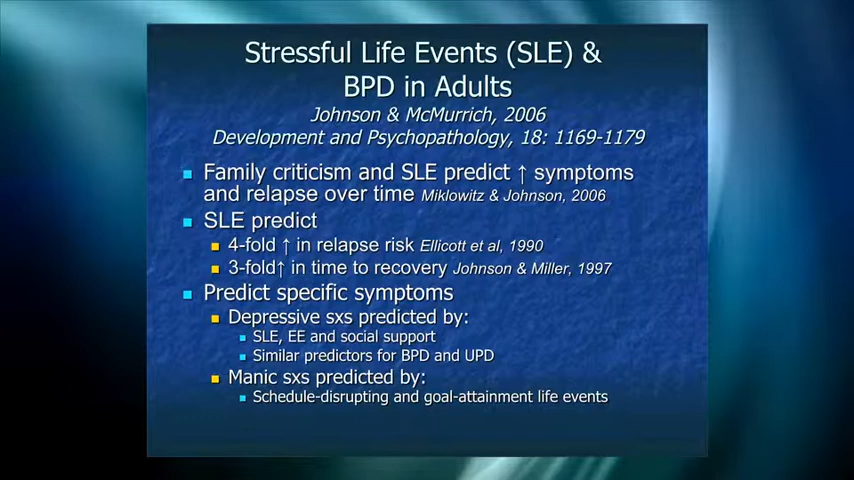 Stressful Life Events (SLE) &
BPD in Adults
Johnson & McMurrich, 2006
Development and Psychopathology, 18: 1169-1179
Family criticism and SLE predict ↑ symptoms
and relapse over time Miklowitz & Johnson, 2006
SLE predict
4-fold ↑ in relapse risk Ellicott et al, 1990
3-fold↑ in time to recovery Johnson & Miller, 1997
Predict specific symptoms
Depressive sxs predicted by:
SLE, EE and social support
Similar predictors for BPD and UPD
Manic sxs predicted by:
Schedule-disrupting and goal-attainment life events